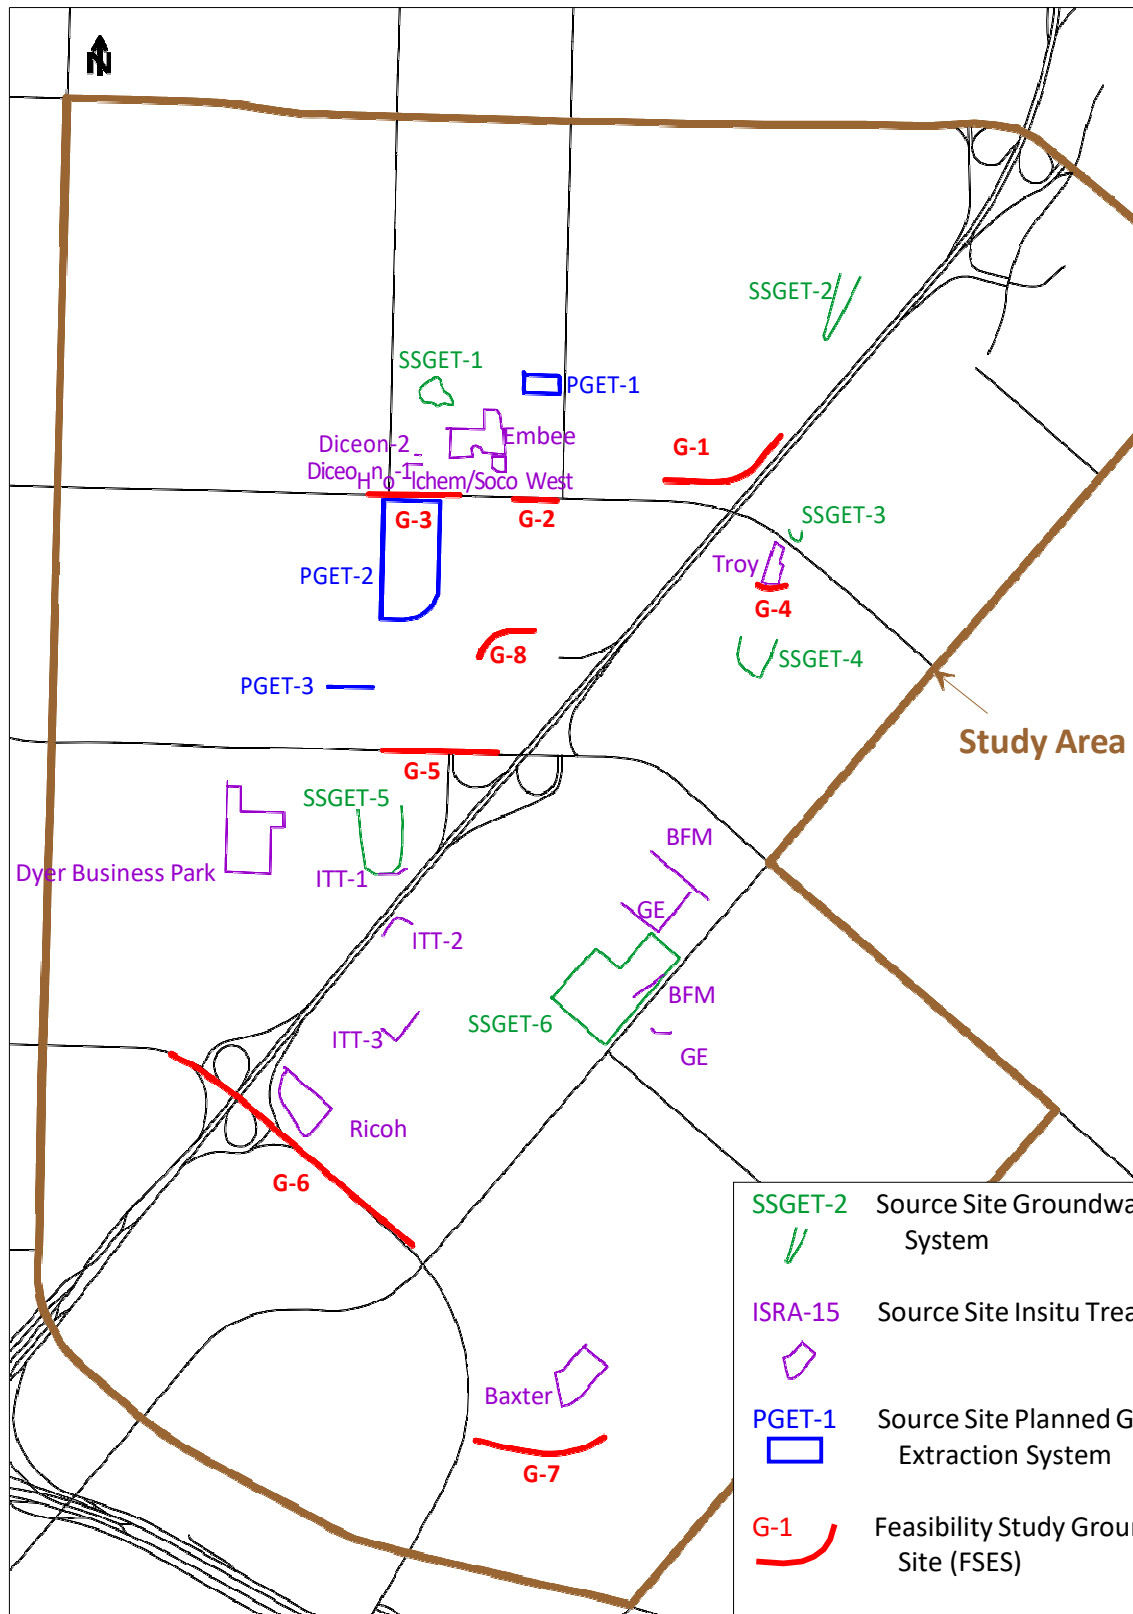 N
SSGET-2
SSGET-1
PGET-1
Diceon-2
Embee
G-1
Diceon-1
Holchem/Soco West
G-3
G-2
SSGET-3
Troy
PGET-2
G-4
G-8
SSGET-4
PGET-3
Study Area
G-5
SSGET-5
BFM
Dyer Business Park
ITT-1
GE
ITT-2
BFM
SSGET-6
ITT-3
GE
Ricoh
G-6
Baxter
G-7
SSGET-2 Source Site Groundwa
System
ISRA-15 Source Site Insitu Trea
PGET-1 Source Site Planned G
Extraction System
G-1 Feasibility Study Groun
Site (FSES)